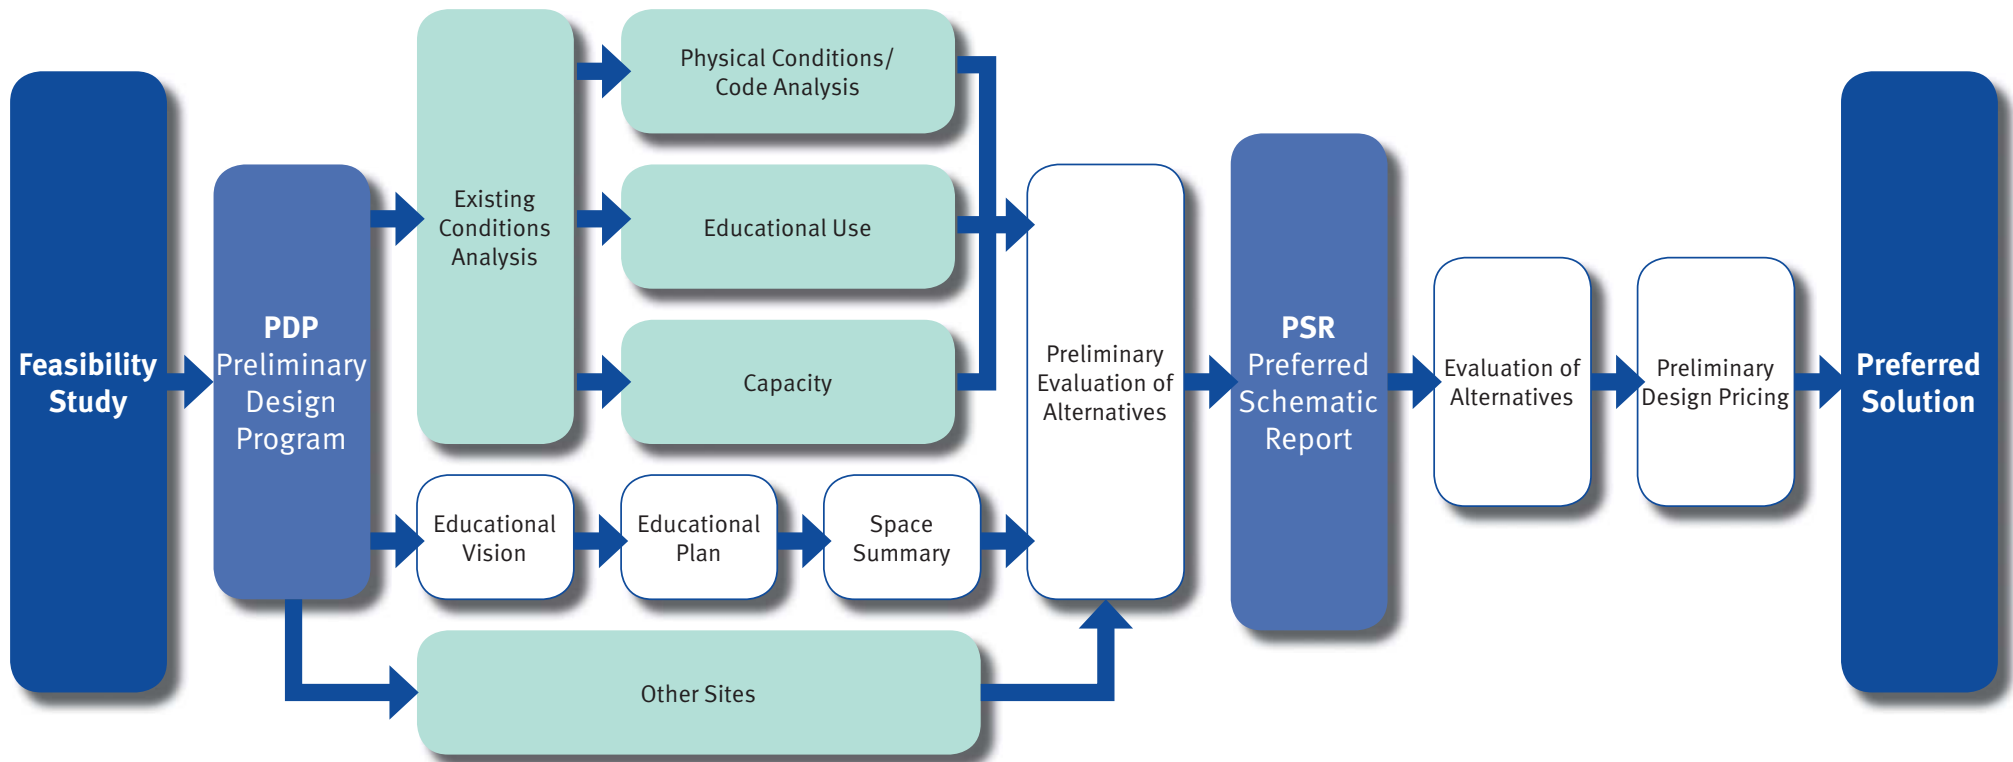 Feasibility
Study
PDP
Preliminary
Design
Program
Existing
Conditions
Analysis
Physical Conditions/
Code Analysis
Educational Use
Capacity
Educational
Vision
Educational
Plan
Space
Summary
Other Sites
Preliminary
Evaluation of
Alternatives
PSR
Preferred
Schematic
Report
Evaluation of
Alternatives
Preliminary
Design Pricing
Preferred
Solution